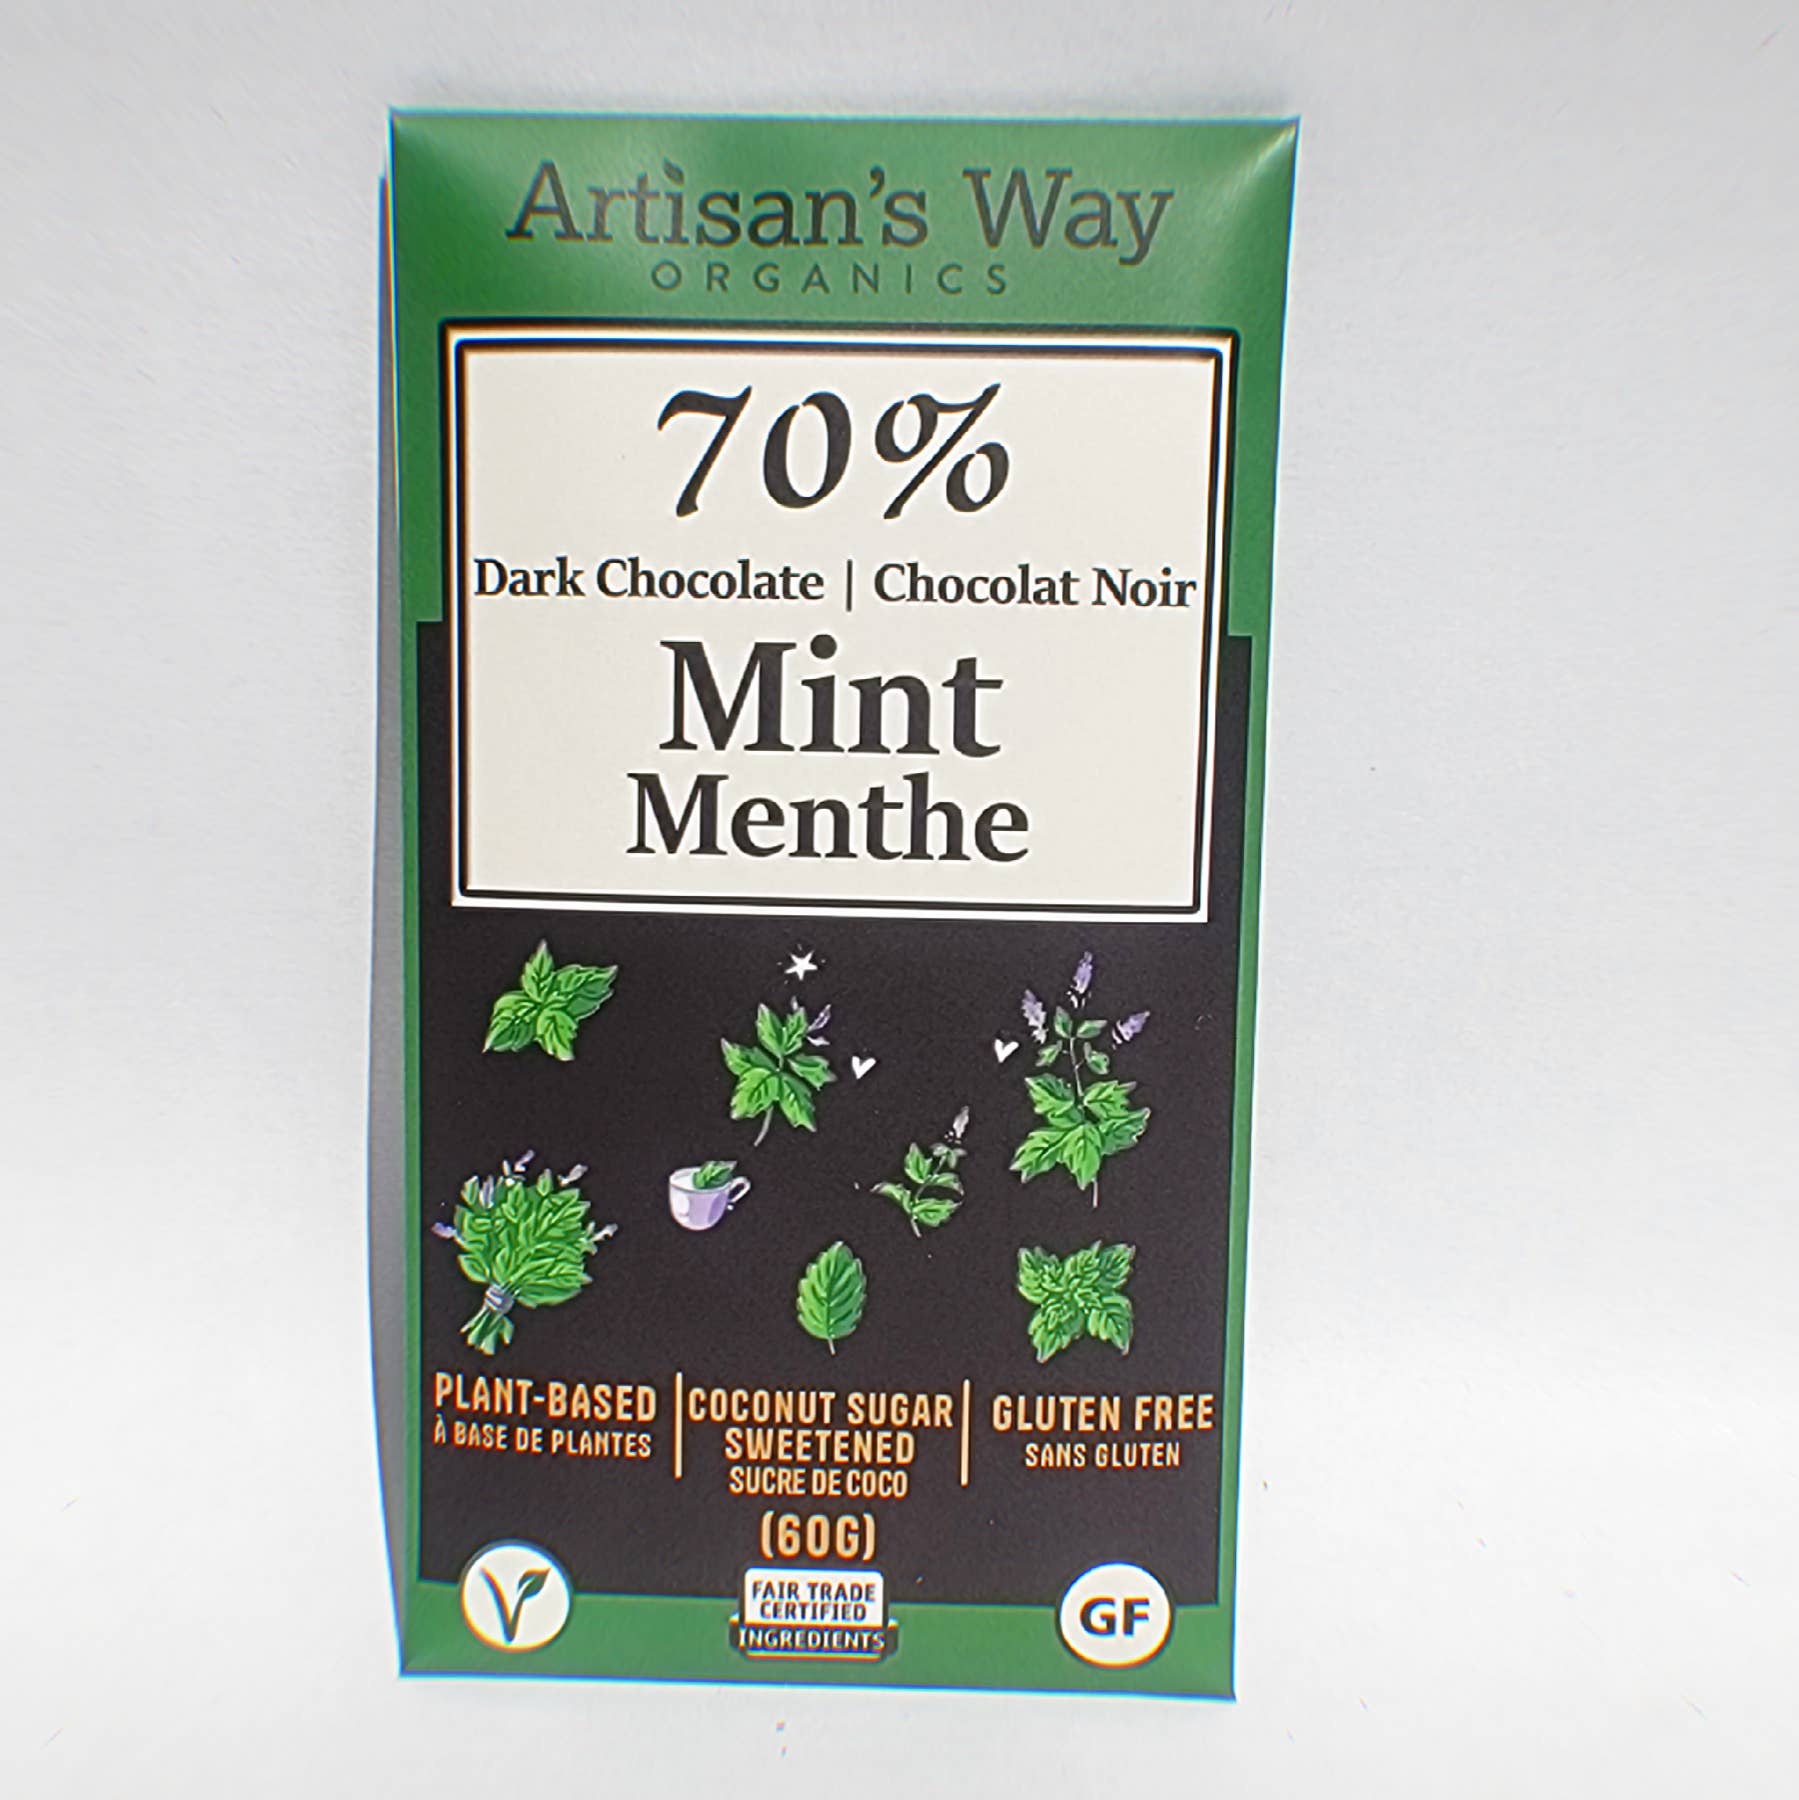 Artisan's Way
ORGANICS
70%
Dark Chocolate | Chocolat Noir
Mint
Menthe
PLANT-BASED
À BASE DE PLANTES
COCONUT SUGAR
SWEETENED
SUCRE DE COCO
GLUTEN FREE
SANS GLUTEN
(60G)
V
FAIR TRADE
CERTIFIED
INGREDIENTS
GF